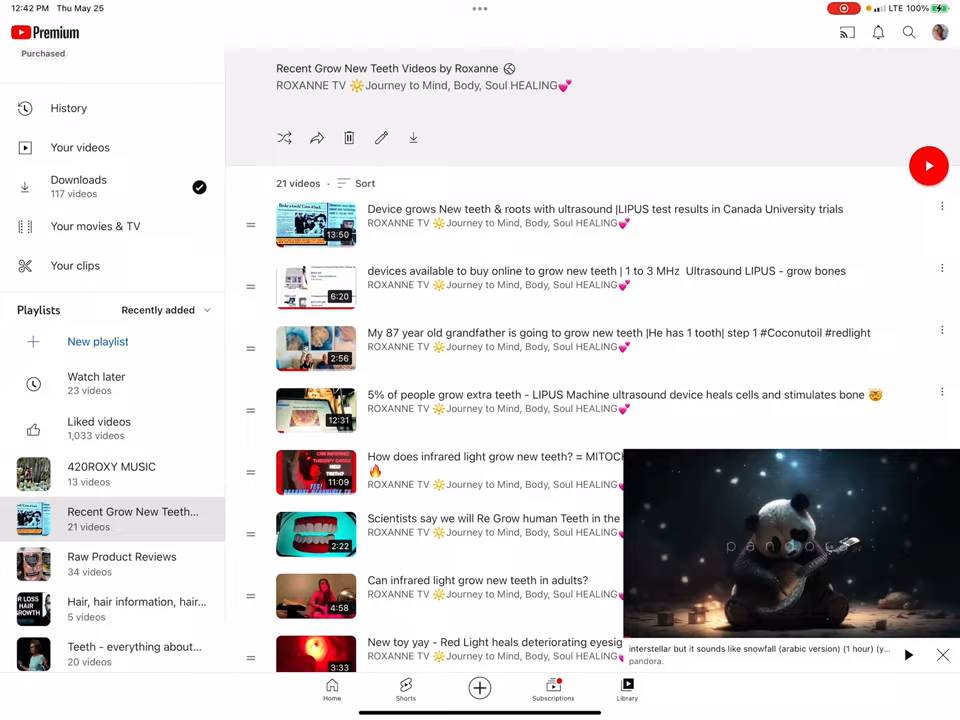 12:42 PM Thu May 25
LTE 100%
Premium
Purchased
History
Your videos
Downloads
117 videos
Your movies & TV
Your clips
Playlists
Recently added
New playlist
Watch later
23 videos
Liked videos
1,033 videos
420ROXY MUSIC
13 videos
Recent Grow New Teeth...
21 videos
Raw Product Reviews
34 videos
Hair, hair information, hair...
5 videos
Teeth - everything about...
20 videos
Recent Grow New Teeth Videos by Roxanne
ROXANNE TV 🔆Journey to Mind, Body, Soul HEALING💕
21 videos · Sort
Device grows New teeth & roots with ultrasound |LIPUS test results in Canada University trials
ROXANNE TV 🔆Journey to Mind, Body, Soul HEALING💕
13:50
devices available to buy online to grow new teeth | 1 to 3 MHz Ultrasound LIPUS - grow bones
ROXANNE TV 🔆Journey to Mind, Body, Soul HEALING💕
6:20
My 87 year old grandfather is going to grow new teeth |He has 1 tooth| step 1 #Coconutoil #redlight
ROXANNE TV 🔆Journey to Mind, Body, Soul HEALING💕
2:56
5% of people grow extra teeth - LIPUS Machine ultrasound device heals cells and stimulates bone 🤯
ROXANNE TV 🔆Journey to Mind, Body, Soul HEALING💕
12:31
How does infrared light grow new teeth? = MITOCH
🔥
ROXANNE TV 🔆Journey to Mind, Body, Soul HEALING
11:09
Scientists say we will Re Grow human Teeth in the
ROXANNE TV 🔆Journey to Mind, Body, Soul HEALING
2:22
Can infrared light grow new teeth in adults?
ROXANNE TV 🔆Journey to Mind, Body, Soul HEALING
4:58
New toy yay - Red Light heals deteriorating eyesig
ROXANNE TV 🔆Journey to Mind, Body, Soul HEALING
3:33
pandora.
interstellar but it sounds like snowfall (arabic version) (1 hour) (y...
pandora.
Home
Shorts
Subscriptions
Library